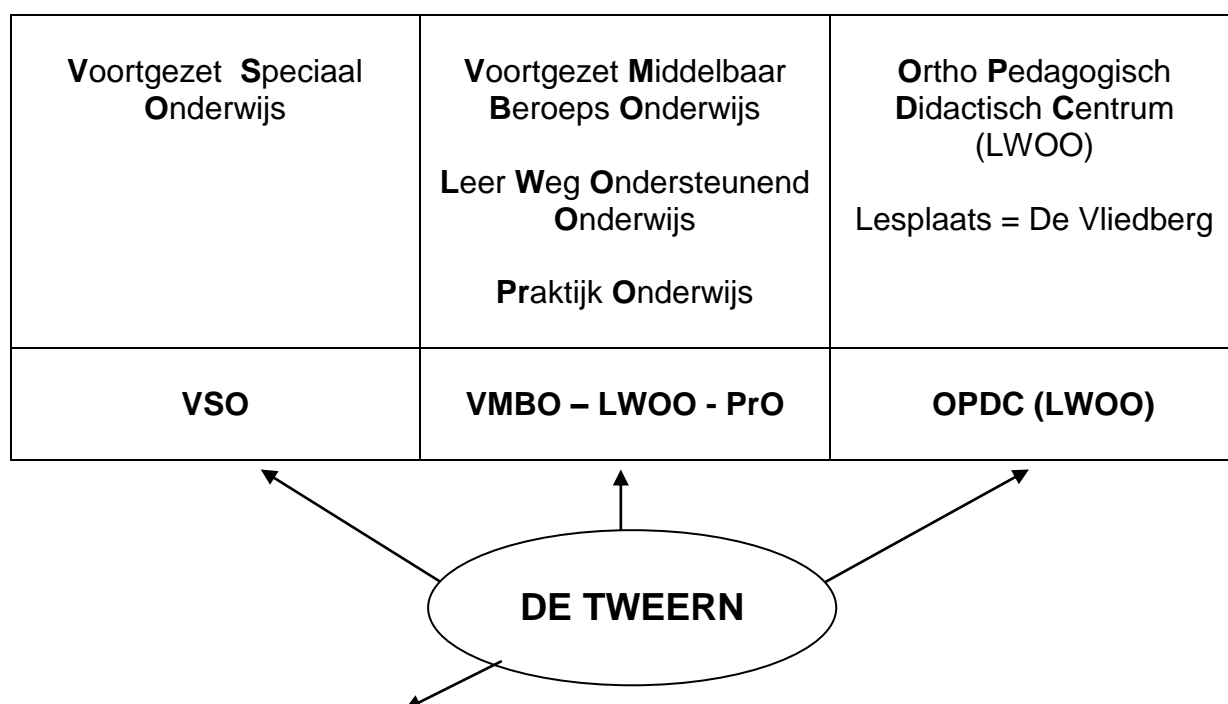 Voortgezet Speciaal
Onderwijs
Voortgezet Middelbaar
Beroeps Onderwijs
Leer Weg Ondersteunend
Onderwijs
Praktijk Onderwijs
Ortho Pedagogisch
Didactisch Centrum
(LWOO)
Lesplaats = De Vliedberg
VSO
VMBO – LWOO - PrO
OPDC (LWOO)
DE TWEERN